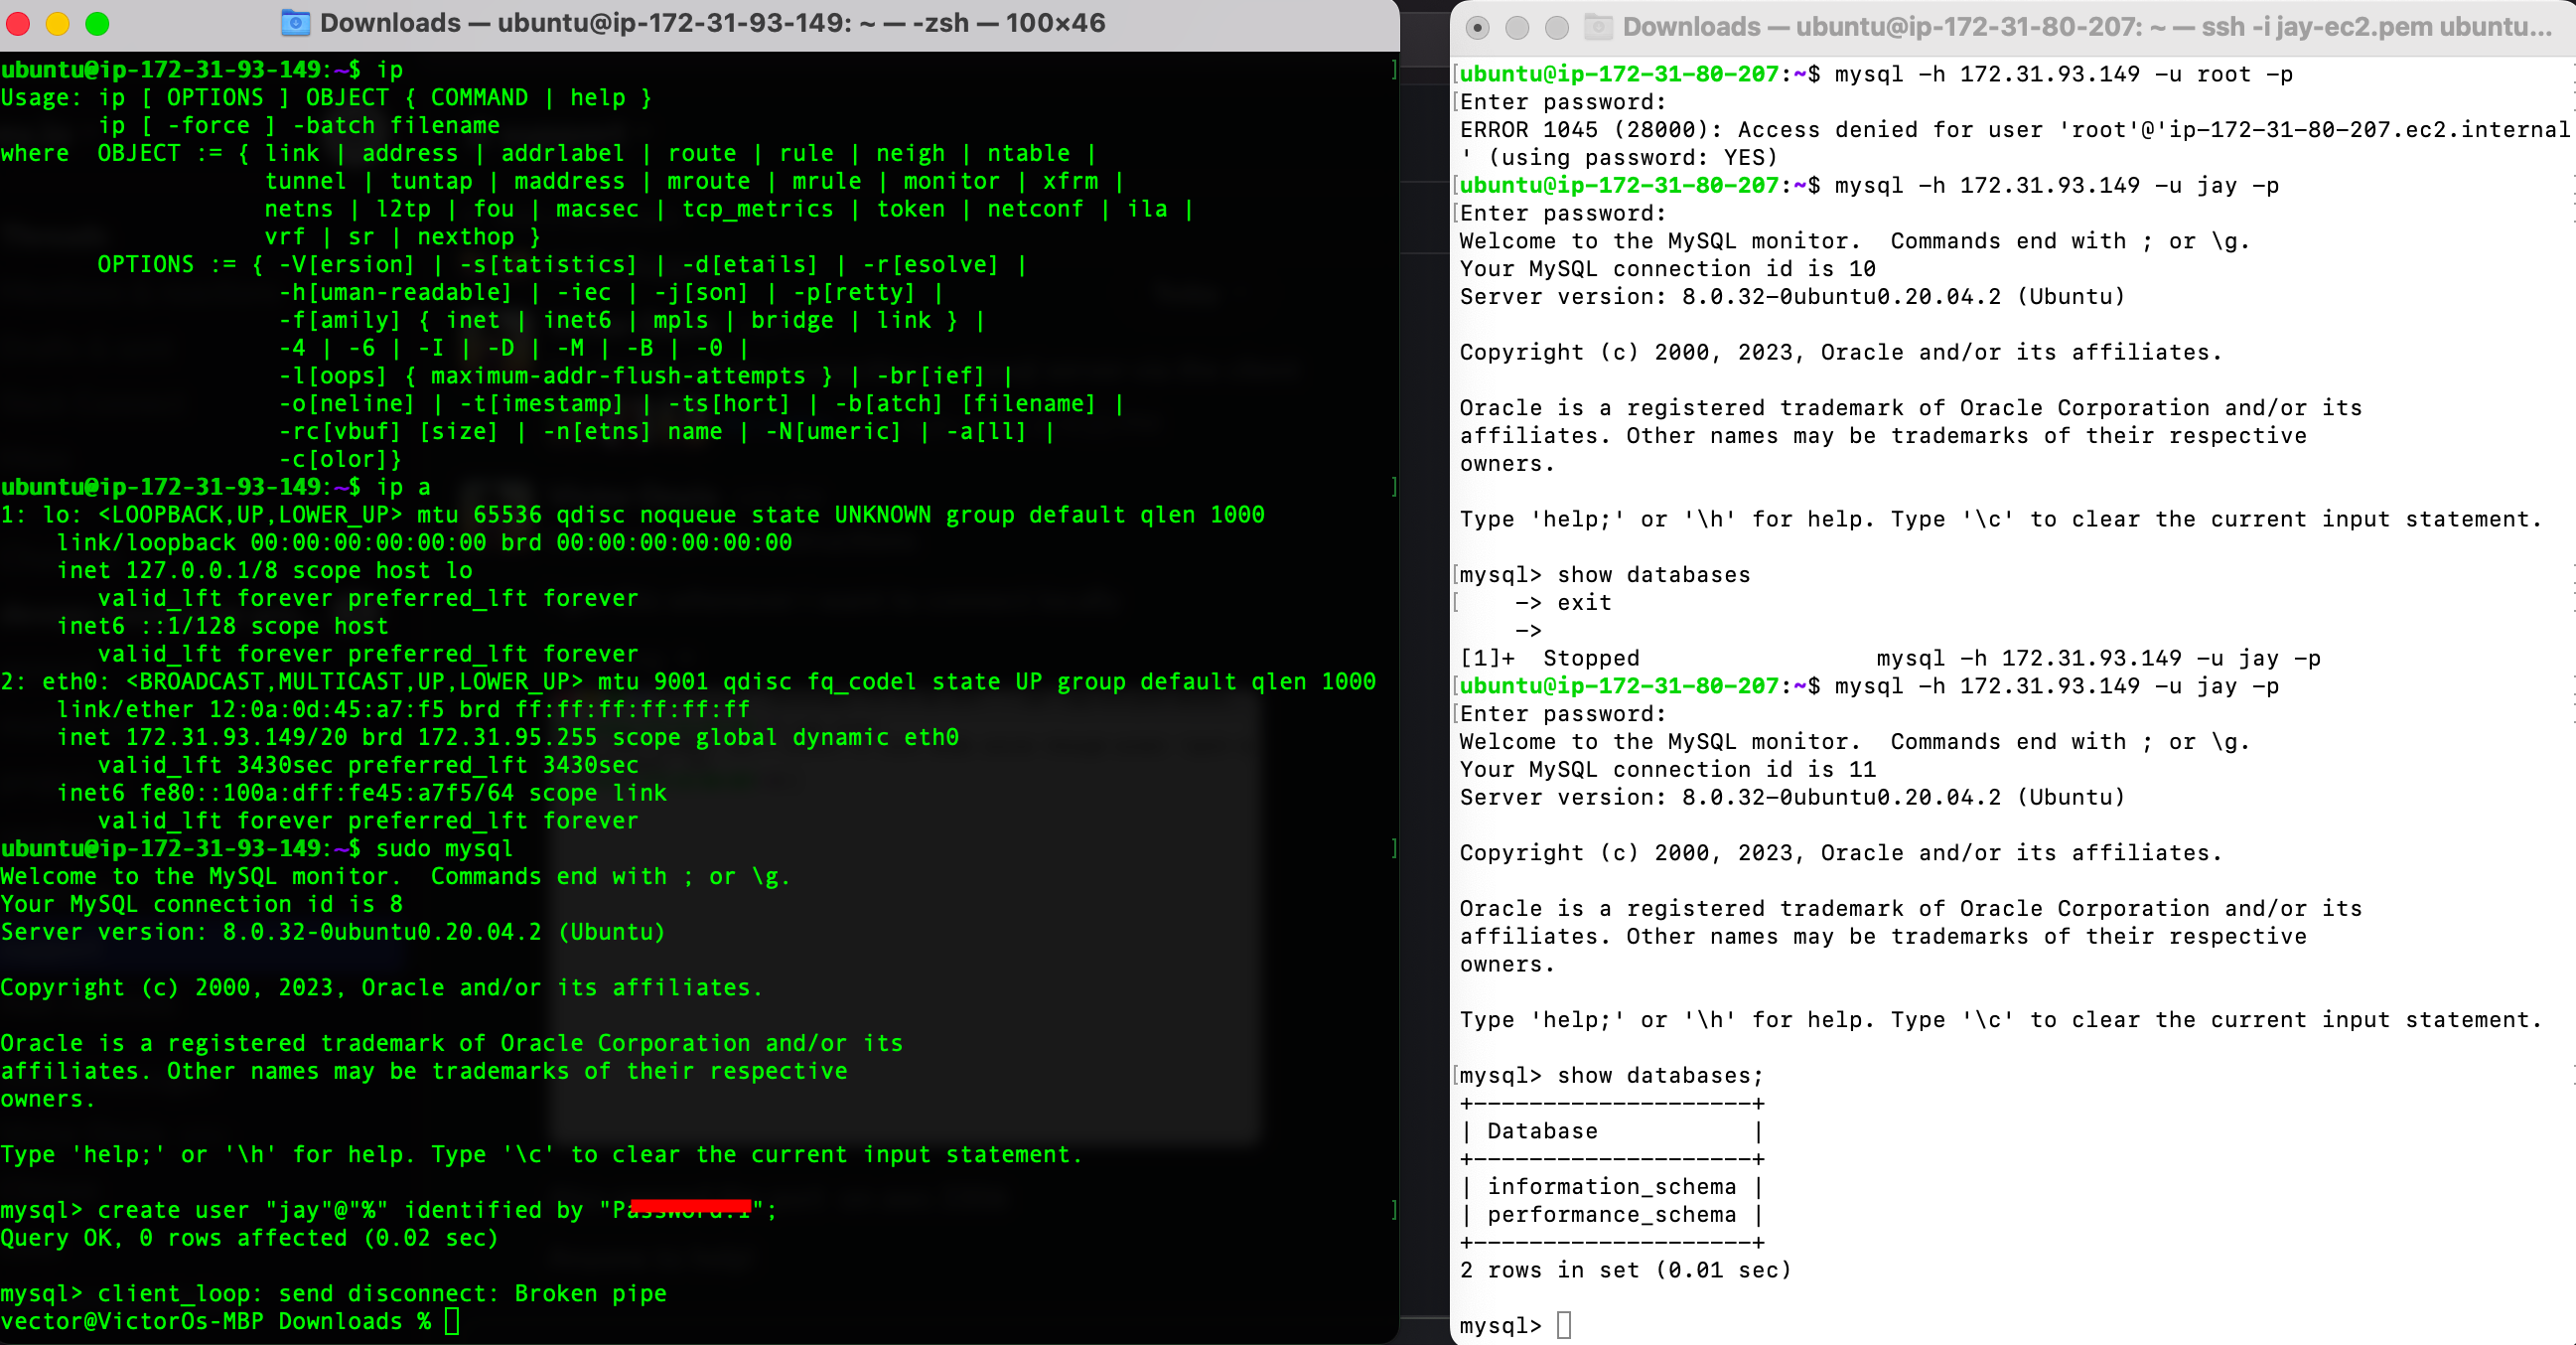 Downloads — ubuntu@ip-172-31-93-149: ~ — -zsh — 100×46
ubuntu@ip-172-31-93-149:~$ ip
Usage: ip [ OPTIONS ] OBJECT { COMMAND | help }
       ip [ -force ] -batch filename
where  OBJECT := { link | address | addrlabel | route | rule | neigh | ntable |
                   tunnel | tuntap | maddress | mroute | mrule | monitor | xfrm |
                   netns | l2tp | fou | macsec | tcp_metrics | token | netconf | ila |
                   vrf | sr | nexthop }
       OPTIONS := { -V[ersion] | -s[tatistics] | -d[etails] | -r[esolve] |
                    -h[uman-readable] | -iec | -j[son] | -p[retty] |
                    -f[amily] { inet | inet6 | mpls | bridge | link } |
                    -4 | -6 | -I | -D | -M | -B | -0 |
                    -l[oops] { maximum-addr-flush-attempts } | -br[ief] |
                    -o[neline] | -t[imestamp] | -ts[hort] | -b[atch] [filename] |
                    -rc[vbuf] [size] | -n[etns] name | -N[umeric] | -a[ll] |
                    -c[olor]}
ubuntu@ip-172-31-93-149:~$ ip a
1: lo: <LOOPBACK,UP,LOWER_UP> mtu 65536 qdisc noqueue state UNKNOWN group default qlen 1000
    link/loopback 00:00:00:00:00:00 brd 00:00:00:00:00:00
    inet 127.0.0.1/8 scope host lo
       valid_lft forever preferred_lft forever
    inet6 ::1/128 scope host
       valid_lft forever preferred_lft forever
2: eth0: <BROADCAST,MULTICAST,UP,LOWER_UP> mtu 9001 qdisc fq_codel state UP group default qlen 1000
    link/ether 12:0a:0d:45:a7:f5 brd ff:ff:ff:ff:ff:ff
    inet 172.31.93.149/20 brd 172.31.95.255 scope global dynamic eth0
       valid_lft 3430sec preferred_lft 3430sec
    inet6 fe80::100a:dff:fe45:a7f5/64 scope link
       valid_lft forever preferred_lft forever
ubuntu@ip-172-31-93-149:~$ sudo mysql
Welcome to the MySQL monitor.  Commands end with ; or \g.
Your MySQL connection id is 8
Server version: 8.0.32-0ubuntu0.20.04.2 (Ubuntu)
Copyright (c) 2000, 2023, Oracle and/or its affiliates.
Oracle is a registered trademark of Oracle Corporation and/or its
affiliates. Other names may be trademarks of their respective
owners.
Type 'help;' or '\h' for help. Type '\c' to clear the current input statement.
mysql> create user "jay"@"%" identified by
Query OK, 0 rows affected (0.02 sec)
mysql> client_loop: send disconnect: Broken pipe
vector@VictorOs-MBP Downloads %
Downloads — ubuntu@ip-172-31-80-207: ~ — ssh -i jay-ec2.pem ubuntu...
ubuntu@ip-172-31-80-207:~$ mysql -h 172.31.93.149 -u root -p
Enter password:
ERROR 1045 (28000): Access denied for user 'root'@'ip-172-31-80-207.ec2.internal
' (using password: YES)
ubuntu@ip-172-31-80-207:~$ mysql -h 172.31.93.149 -u jay -p
Enter password:
Welcome to the MySQL monitor.  Commands end with ; or \g.
Your MySQL connection id is 10
Server version: 8.0.32-0ubuntu0.20.04.2 (Ubuntu)
Copyright (c) 2000, 2023, Oracle and/or its affiliates.
Oracle is a registered trademark of Oracle Corporation and/or its
affiliates. Other names may be trademarks of their respective
owners.
Type 'help;' or '\h' for help. Type '\c' to clear the current input statement.
mysql> show databases
    -> exit
    ->
[1]+  Stopped                 mysql -h 172.31.93.149 -u jay -p
ubuntu@ip-172-31-80-207:~$ mysql -h 172.31.93.149 -u jay -p
Enter password:
Welcome to the MySQL monitor.  Commands end with ; or \g.
Your MySQL connection id is 11
Server version: 8.0.32-0ubuntu0.20.04.2 (Ubuntu)
Copyright (c) 2000, 2023, Oracle and/or its affiliates.
Oracle is a registered trademark of Oracle Corporation and/or its
affiliates. Other names may be trademarks of their respective
owners.
Type 'help;' or '\h' for help. Type '\c' to clear the current input statement.
mysql> show databases;
+--------------------+
| Database           |
+--------------------+
| information_schema |
| performance_schema |
+--------------------+
2 rows in set (0.01 sec)
mysql>